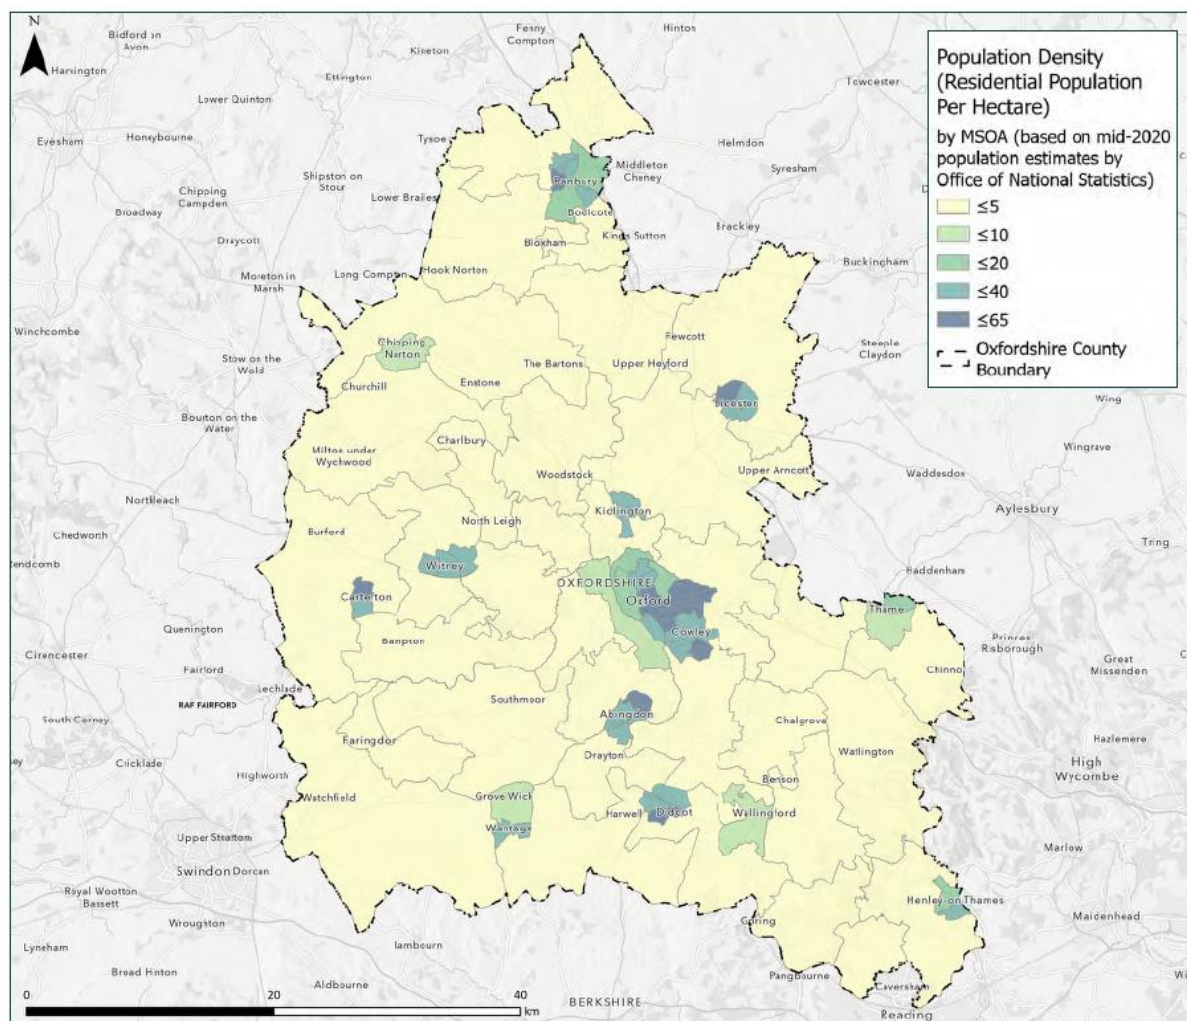 N
Bidford on
Avon
Fenny
Compton
Hinton
Kineton
Harvington
Ettington
Towcester
Lower Quinton
Evesham
Honeybourne
Tysoe
Helmdon
Middleton
Cheney
Syresham
Shipston on
Stour
Banbury
Chipping
Campden
Lower Brailes
Broadway
Bodicote
Brackley
Draycott
Bloxham
Kings Sutton
Buckingham
Moreton in
Marsh
Long Compton
Hook Norton
Winchcombe
Fewcott
Steeple
Claydon
Chipping
Norton
Stow on the
Wold
The Bartons
Upper Heyford
Churchill
Enstone
Bicester
Wing
Bourton on the
Water
Charlbury
Wingrave
Milton under
Wychwood
Woodstock
Upper Arncott
Waddesdon
Northleach
Kidlington
Aylesbury
North Leigh
Burford
Chedworth
Tring
Rendcomb
Witney
Haddenham
OXFORDSHIRE
Carterton
Oxford
Thame
Quenington
Cowley
Princes
Risborough
Bampton
Cirencester
Fairford
Great
Missenden
Chinno
Lechlade
Southmoor
RAF FAIRFORD
Abingdon
South Cerney
Chalgrove
Faringdon
Watlington
Hazlemere
Drayton
Cricklade
High
Wycombe
Highworth
Benson
Watchfield
Grove Wick
Harwell
Didcot
Wallingford
Wantage
Upper Stratton
Marlow
Swindon
Dorcan
Royal Wootton
Bassett
Henley-on-Thames
Maidenhead
Wroughton
Goring
Lyneham
Lambourn
Broad Hinton
Pangbourne
Aldbourne
Caversham
BERKSHIRE
Reading
0
20
40
km
Population Density
(Residential Population
Per Hectare)
by MSOA (based on mid-2020
population estimates by
Office of National Statistics)
≤5
≤10
≤20
≤40
≤65
Oxfordshire County
Boundary